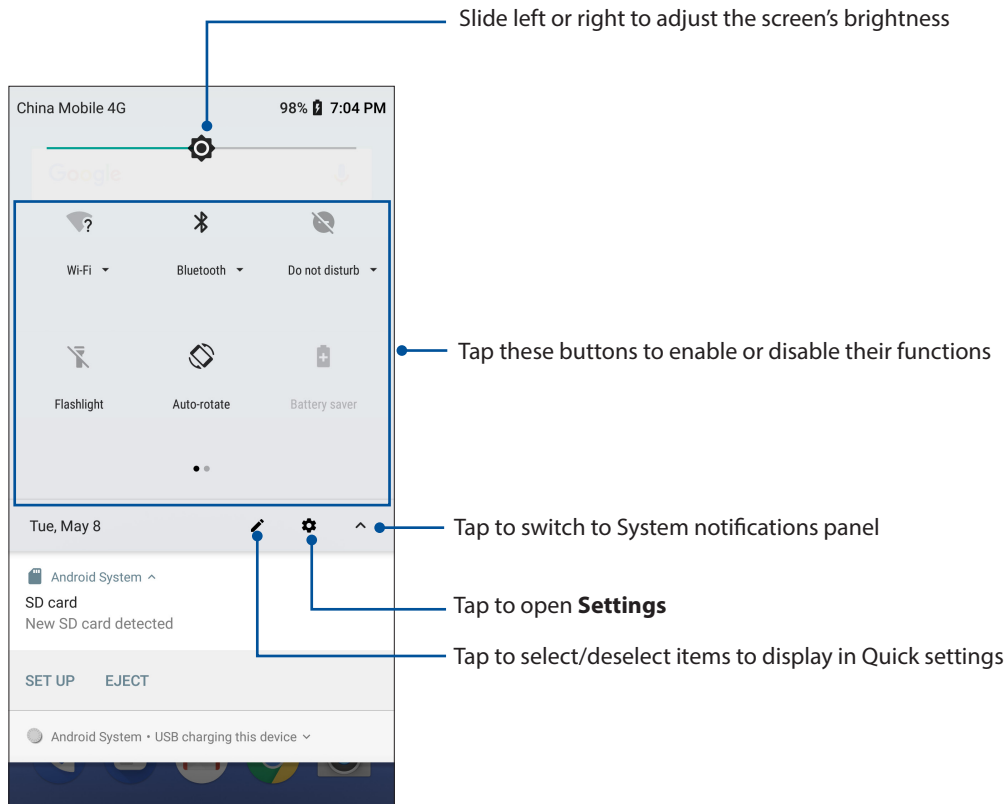 Slide left or right to adjust the screen’s brightness
China Mobile 4G 98% 7:04 PM
Google
?
Wi-Fi Bluetooth Do not disturb
Tap these buttons to enable or disable their functions
Flashlight Auto-rotate Battery saver
Tue, May 8
Tap to switch to System notifications panel
Android System
SD card
New SD card detected
Tap to open Settings
Tap to select/deselect items to display in Quick settings
SET UP EJECT
Android System • USB charging this device